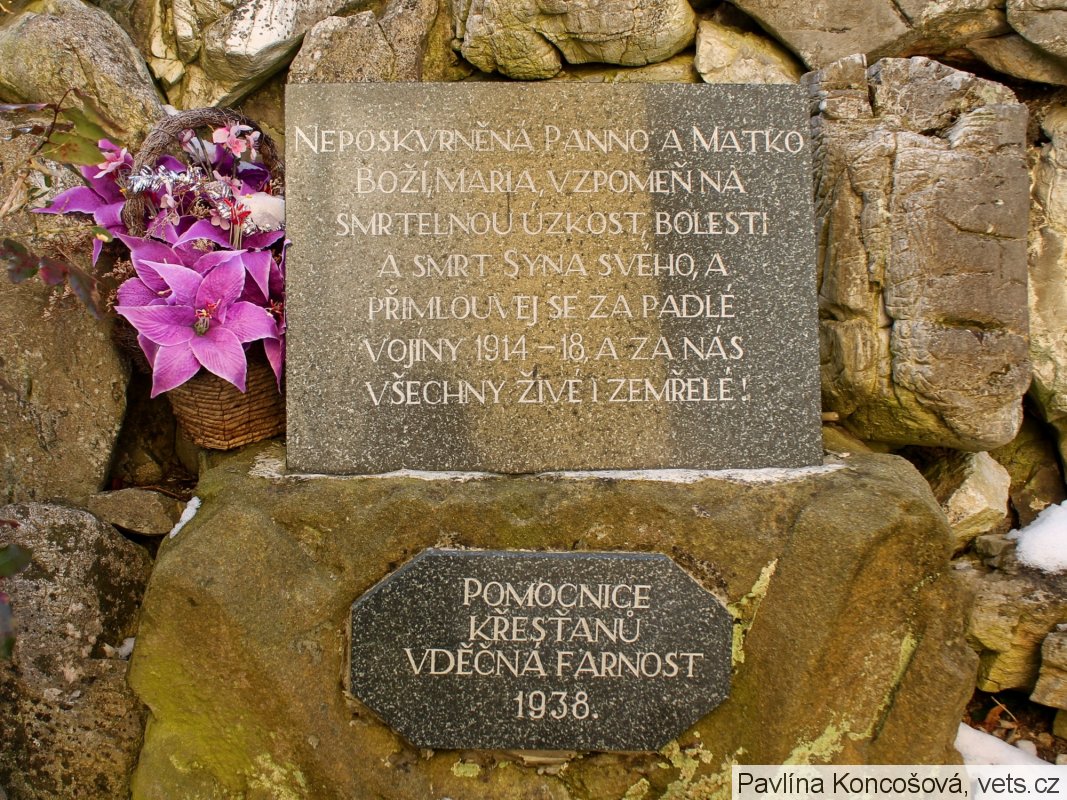 NEPOSKVRNĚNÁ PANNO A MATKO
BOŽÍ, MARIA, VZPOMEŇ NA
SMRTELNOU ÚZKOST, BOLESTI
A SMRT SYNA SVÉHO, A
PŘIMLOUVEJ SE ZA PADLÉ
VOJÍNY 1914 – 18, A ZA NÁS
VŠECHNY ŽIVÉ I ZEMŘELÉ!
POMOCNICE
KŘESŤANŮ
VDĚČNÁ FARNOST
1938.
Pavlína Koncošová, vets.cz